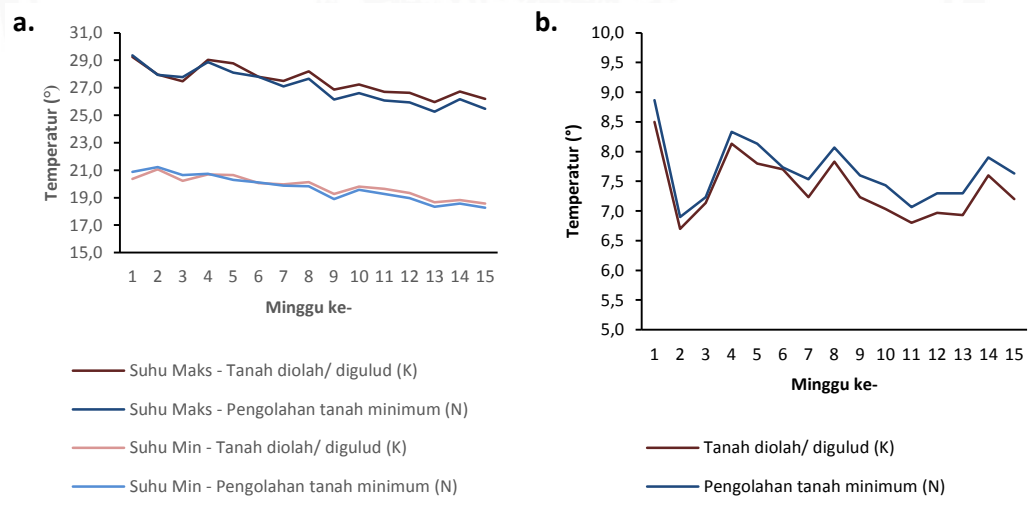 a.
31,0
29,0
27,0
25,0
23,0
21,0
19,0
17,0
15,0
Temperatur (°)
1 2 3 4 5 6 7 8 9 10 11 12 13 14 15
Minggu ke-
Suhu Maks - Tanah diolah/ digulud (K)
Suhu Maks - Pengolahan tanah minimum (N)
Suhu Min - Tanah diolah/ digulud (K)
Suhu Min - Pengolahan tanah minimum (N)
b.
10,0
9,5
9,0
8,5
8,0
7,5
7,0
6,5
6,0
5,5
5,0
Temperatur (°)
1 2 3 4 5 6 7 8 9 10 11 12 13 14 15
Minggu ke-
Tanah diolah/ digulud (K)
Pengolahan tanah minimum (N)